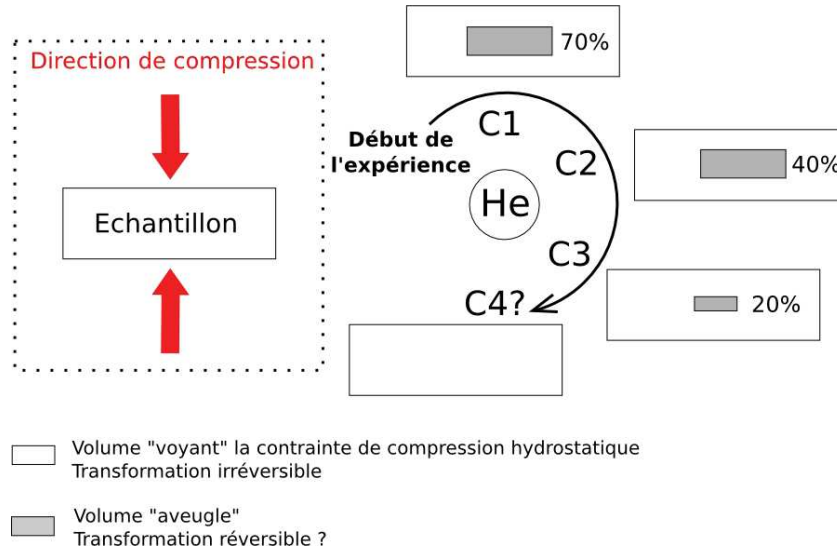 Direction de compression
Echantillon
70%
Début de
l'expérience
C1
C2
40%
He
C3
C4?
20%
Volume "voyant" la contrainte de compression hydrostatique
Transformation irréversible
Volume "aveugle"
Transformation réversible ?